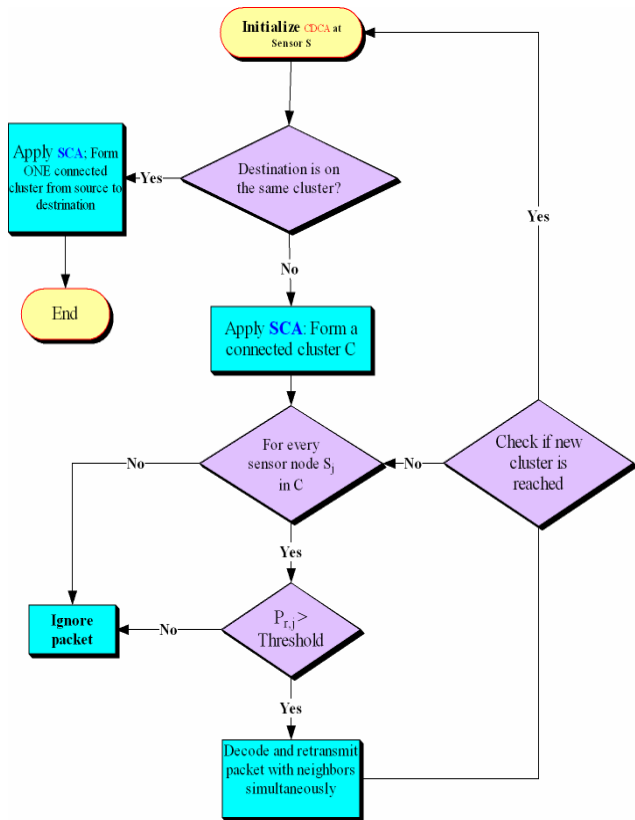 Initialize CDCA at
Sensor S
Apply SCA; Form
ONE connected
cluster from source to
destrination
Yes
Destination is on
the same cluster?
Yes
End
No
Apply SCA: Form a
connected cluster C
No
For every
sensor node Sj
in C
No
Check if new
cluster is
reached
Yes
Ignore
packet
No
Pr,j >
Threshold
Yes
Decode and retransmit
packet with neighbors
simultaneously